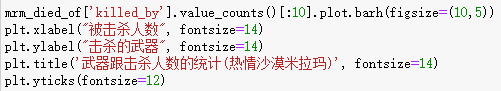 mrm_died_of['killed_by'].value_counts()[:10].plot.barh(figsize=(10,5))
plt.xlabel("被击杀人数", fontsize=14)
plt.ylabel("击杀的武器", fontsize=14)
plt.title('武器跟击杀人数的统计(热情沙漠米拉玛)', fontsize=14)
plt.yticks(fontsize=12)